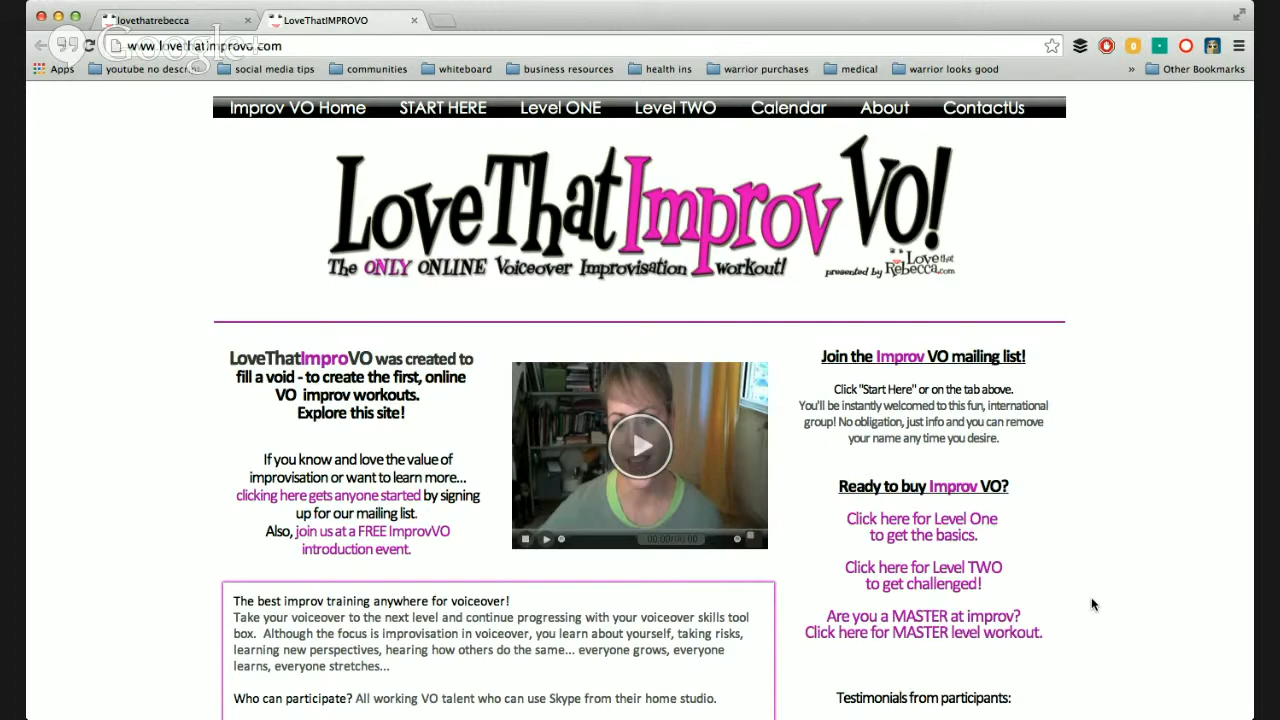 lovethatrebecca
LoveThatIMPROVO
Google+
www.lovethatimprovo.com
Apps youtube no descri social media tips communities whiteboard business resources health ins warrior purchases medical warrior looks good » Other Bookmarks
Improv VO Home START HERE Level ONE Level TWO Calendar About ContactUs
LoveThatImprov VO!
The ONLY ONLINE Voiceover Improvisation workout!
presented by Love that Rebecca.com
LoveThatImproVO was created to
fill a void - to create the first, online
VO improv workouts.
Explore this site!
If you know and love the value of
improvisation or want to learn more...
clicking here gets anyone started by signing
up for our mailing list.
Also, join us at a FREE ImprovVO
introduction event.
00:00/00:00
Join the Improv VO mailing list!
Click "Start Here" or on the tab above.
You'll be instantly welcomed to this fun, international
group! No obligation, just info and you can remove
your name any time you desire.
Ready to buy Improv VO?
Click here for Level One
to get the basics.
Click here for Level TWO
to get challenged!
Are you a MASTER at improv?
Click here for MASTER level workout.
Testimonials from participants:
The best improv training anywhere for voiceover!
Take your voiceover to the next level and continue progressing with your voiceover skills tool
box. Although the focus is improvisation in voiceover, you learn about yourself, taking risks,
learning new perspectives, hearing how others do the same... everyone grows, everyone
learns, everyone stretches...
Who can participate? All working VO talent who can use Skype from their home studio.